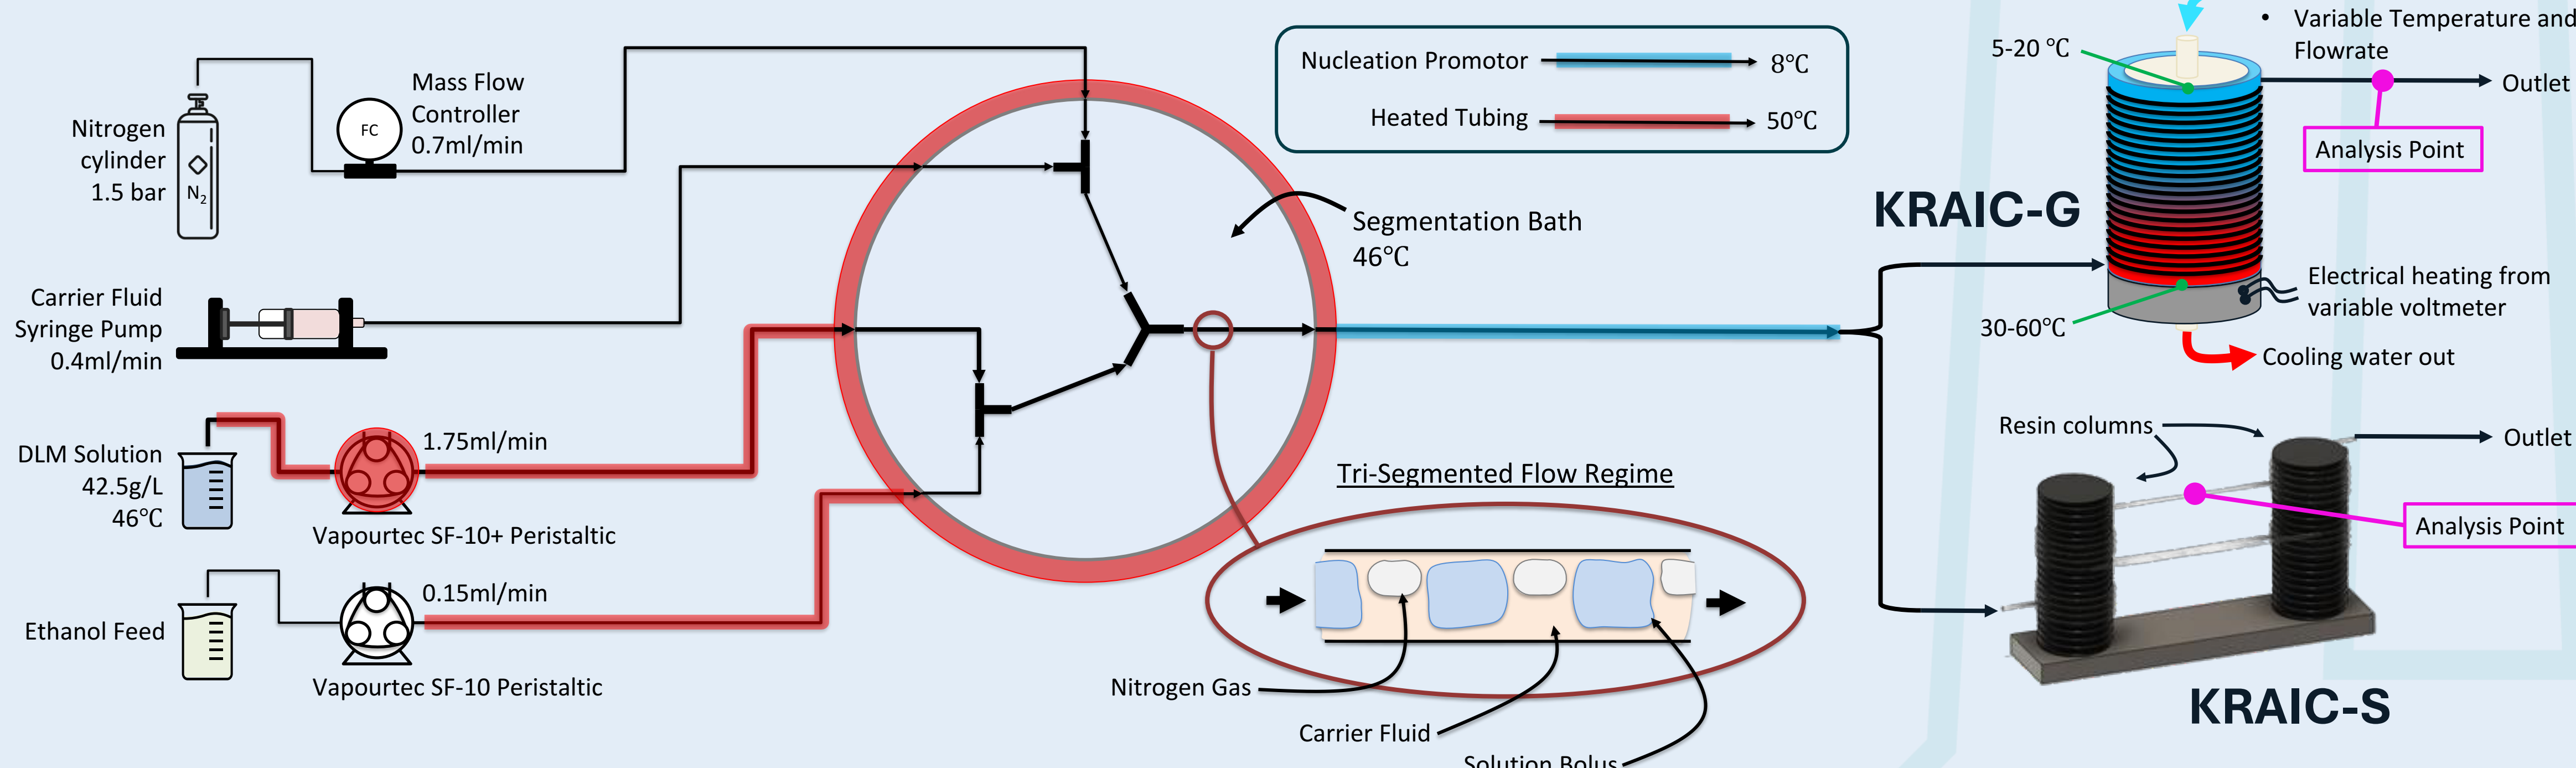 Nitrogen
cylinder
1.5 bar
N2
FC
Mass Flow
Controller
0.7ml/min
Carrier Fluid
Syringe Pump
0.4ml/min
DLM Solution
42.5g/L
46℃
1.75ml/min
Vapourtec SF-10+ Peristaltic
Ethanol Feed
0.15ml/min
Vapourtec SF-10 Peristaltic
Nucleation Promotor
8℃
Heated Tubing
50℃
Segmentation Bath
46℃
Tri-Segmented Flow Regime
Nitrogen Gas
Carrier Fluid
Solution Bolus
• Variable Temperature and
Flowrate
5-20 ℃
Outlet
Analysis Point
KRAIC-G
Electrical heating from
variable voltmeter
30-60℃
Cooling water out
Resin columns
Outlet
Analysis Point
KRAIC-S